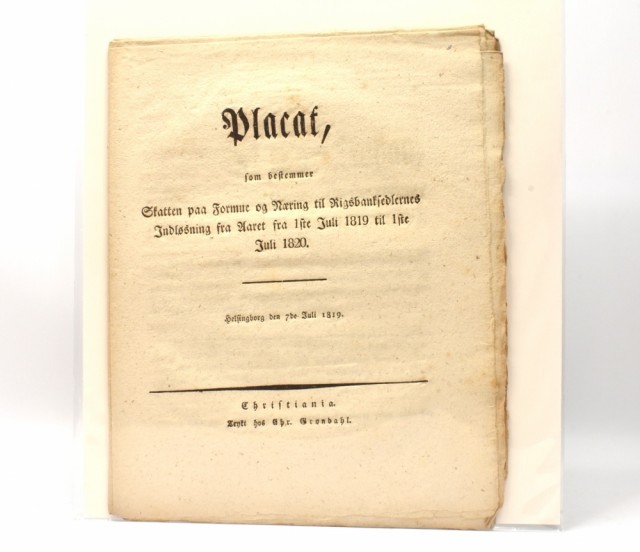 Placat,
som bestemmer
Skatten paa Formue og Næring til Rigsbanksedlernes
Indløsning fra Aaret fra 1ste Juli 1819 til 1ste
Juli 1820.
Helsingborg den 7de Juli 1819.
Christiania.
Trykt hos Chr. Grøndahl.